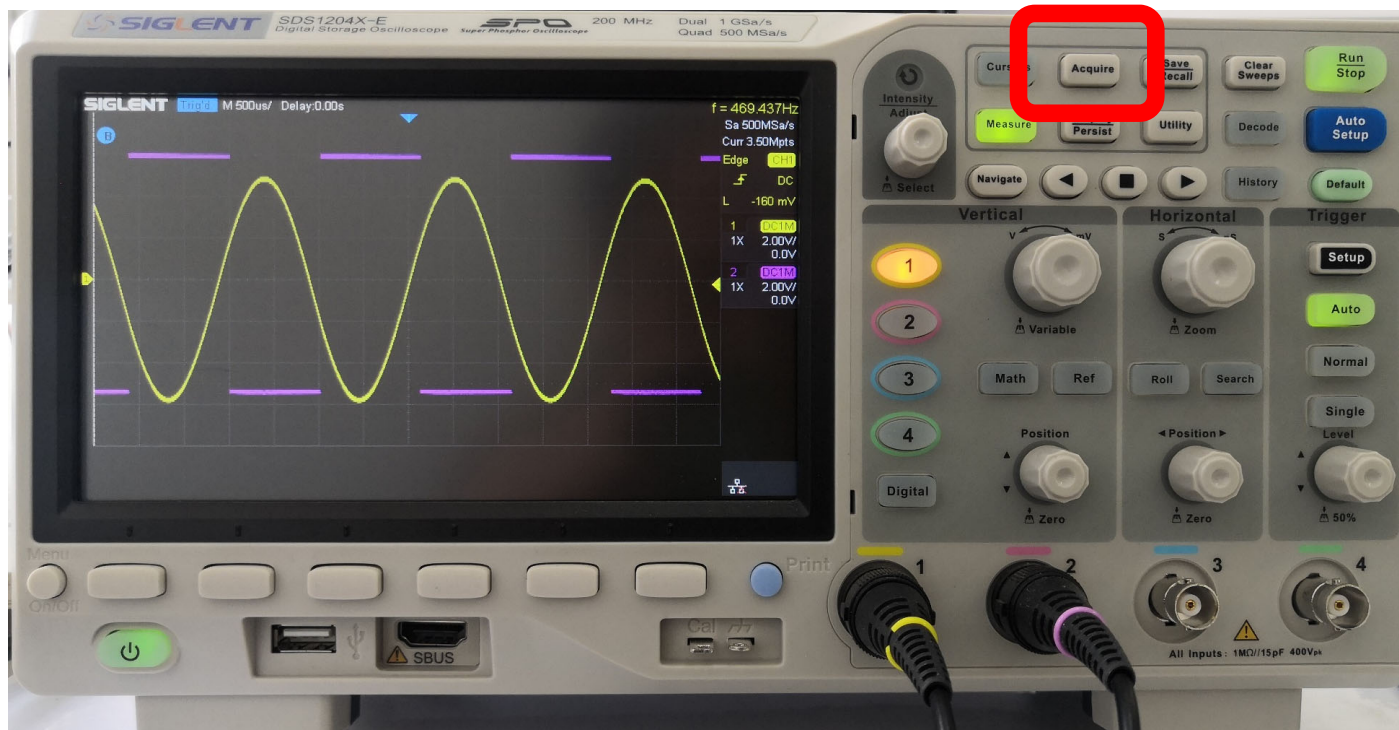 SIGLENT SDS1204X-E
Digital Storage Oscilloscope
SPO
Super Phosphor Oscilloscope
200 MHz
Dual 1 GSa/s
Quad 500 MSa/s
SIGLENT Trig'd M 500us/ Delay:0.00s
f = 469.437Hz
Sa 500MSa/s
Curr 3.50Mpts
Edge CH1
DC
L -160 mV
1 DC1M
1X 2.00V/
0.0V
2 DC1M
1X 2.00V/
0.0V
B
Intensity
Select
Acquire
Clear
Sweeps
Run
Stop
Measure
Persist
Utility
Decode
Auto
Setup
Navigate
History
Default
Vertical
Horizontal
Trigger
V
S
Setup
1
Variable
Zoom
Auto
2
3
Math
Ref
Roll
Search
Normal
4
Position
Position
Single
Level
Digital
Zero
Zero
50%
Menu
On/Off
Print
Cal
SBUS
1
2
3
4
All Inputs : 1MΩ//15pF 400Vpk